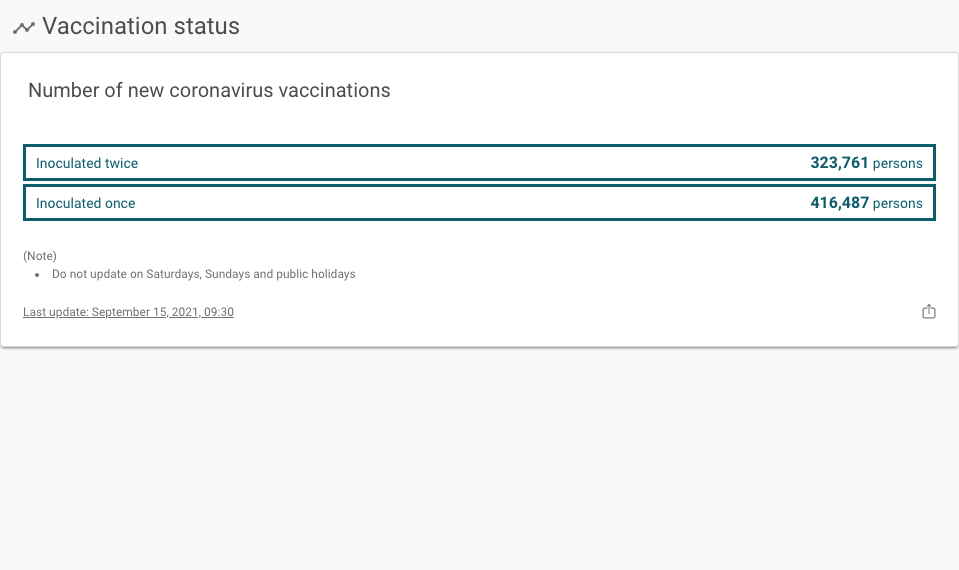 Vaccination status
Number of new coronavirus vaccinations
Inoculated twice 323,761 persons
Inoculated once 416,487 persons
(Note)
• Do not update on Saturdays, Sundays and public holidays
Last update: September 15, 2021, 09:30